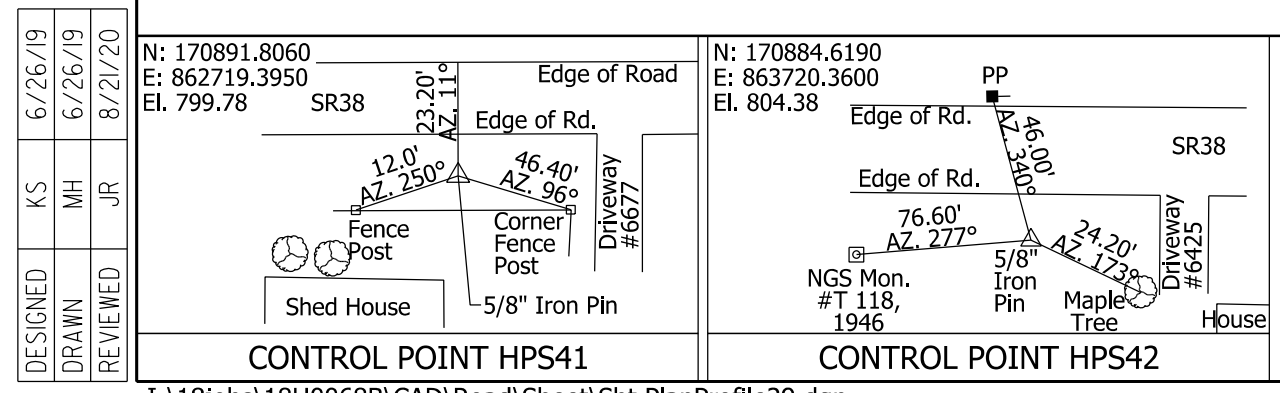 DESIGNED KS 6/26/19
DRAWN MH 6/26/19
REVIEWED JR 8/21/20
N: 170891.8060
E: 862719.3950
El. 799.78
SR38
23.20'
AZ. 11°
Edge of Road
Edge of Rd.
12.0'
AZ. 250°
46.40'
AZ. 96°
Driveway
#6677
Fence
Post
Corner
Fence
Post
Shed House
5/8" Iron Pin
CONTROL POINT HPS41
N: 170884.6190
E: 863720.3600
El. 804.38
PP
Edge of Rd.
46.00'
AZ. 340°
SR38
Edge of Rd.
76.60'
AZ. 277°
24.20'
AZ. 173°
Driveway
#6425
NGS Mon.
#T 118,
1946
5/8"
Iron
Pin
Maple
Tree
House
CONTROL POINT HPS42